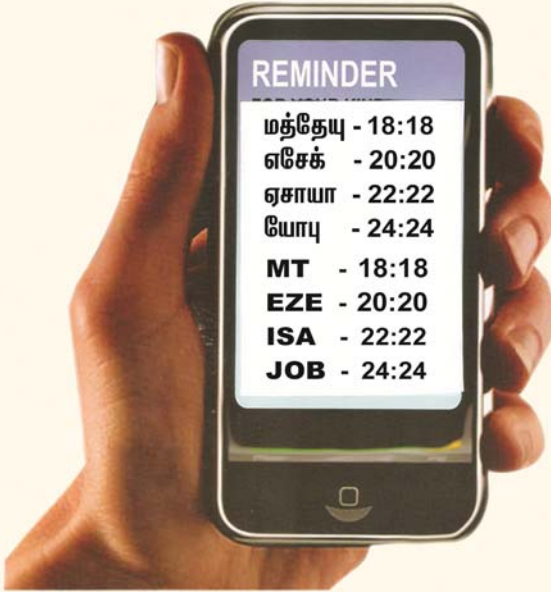 REMINDER
மத்தேயு - 18:18
எசேக் - 20:20
ஏசாயா - 22:22
யோபு - 24:24
MT - 18:18
EZE - 20:20
ISA - 22:22
JOB - 24:24